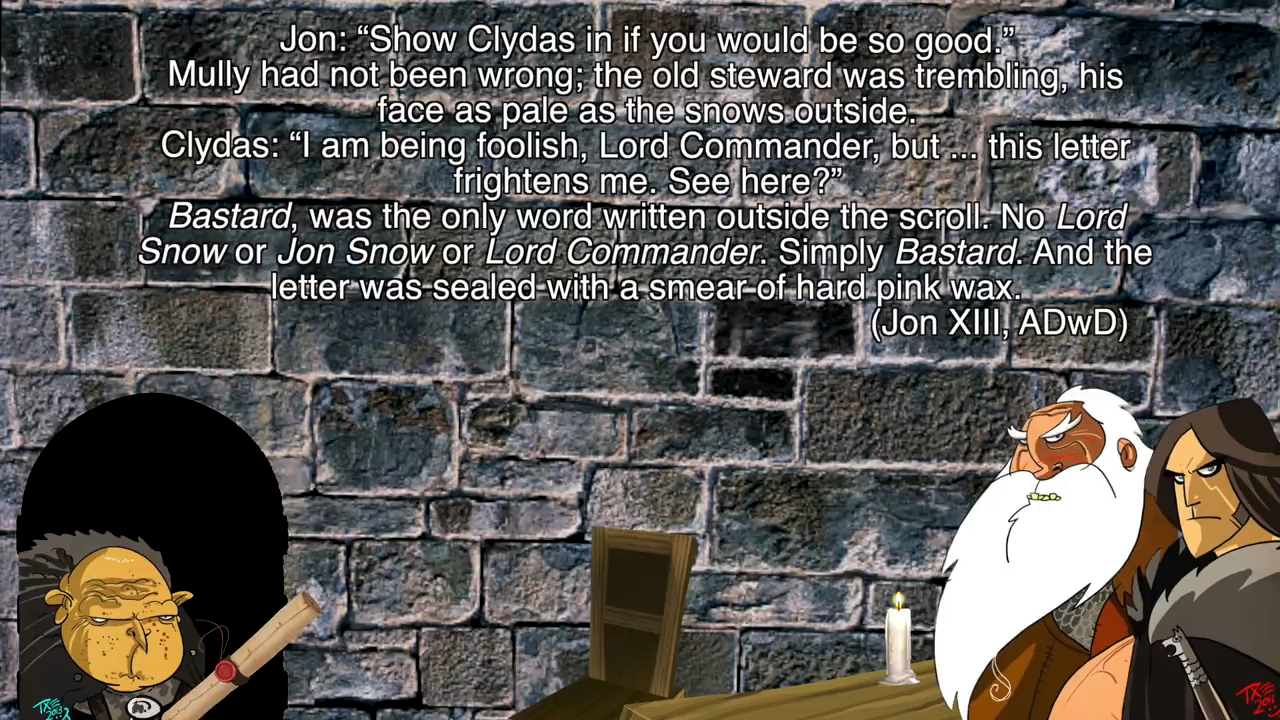 Jon: “Show Clydas in if you would be so good.”
Mully had not been wrong; the old steward was trembling, his
face as pale as the snows outside.
Clydas: “I am being foolish, Lord Commander, but ... this letter
frightens me. See here?”
Bastard, was the only word written outside the scroll. No Lord
Snow or Jon Snow or Lord Commander. Simply Bastard. And the
letter was sealed with a smear of hard pink wax.
(Jon XIII, ADwD)